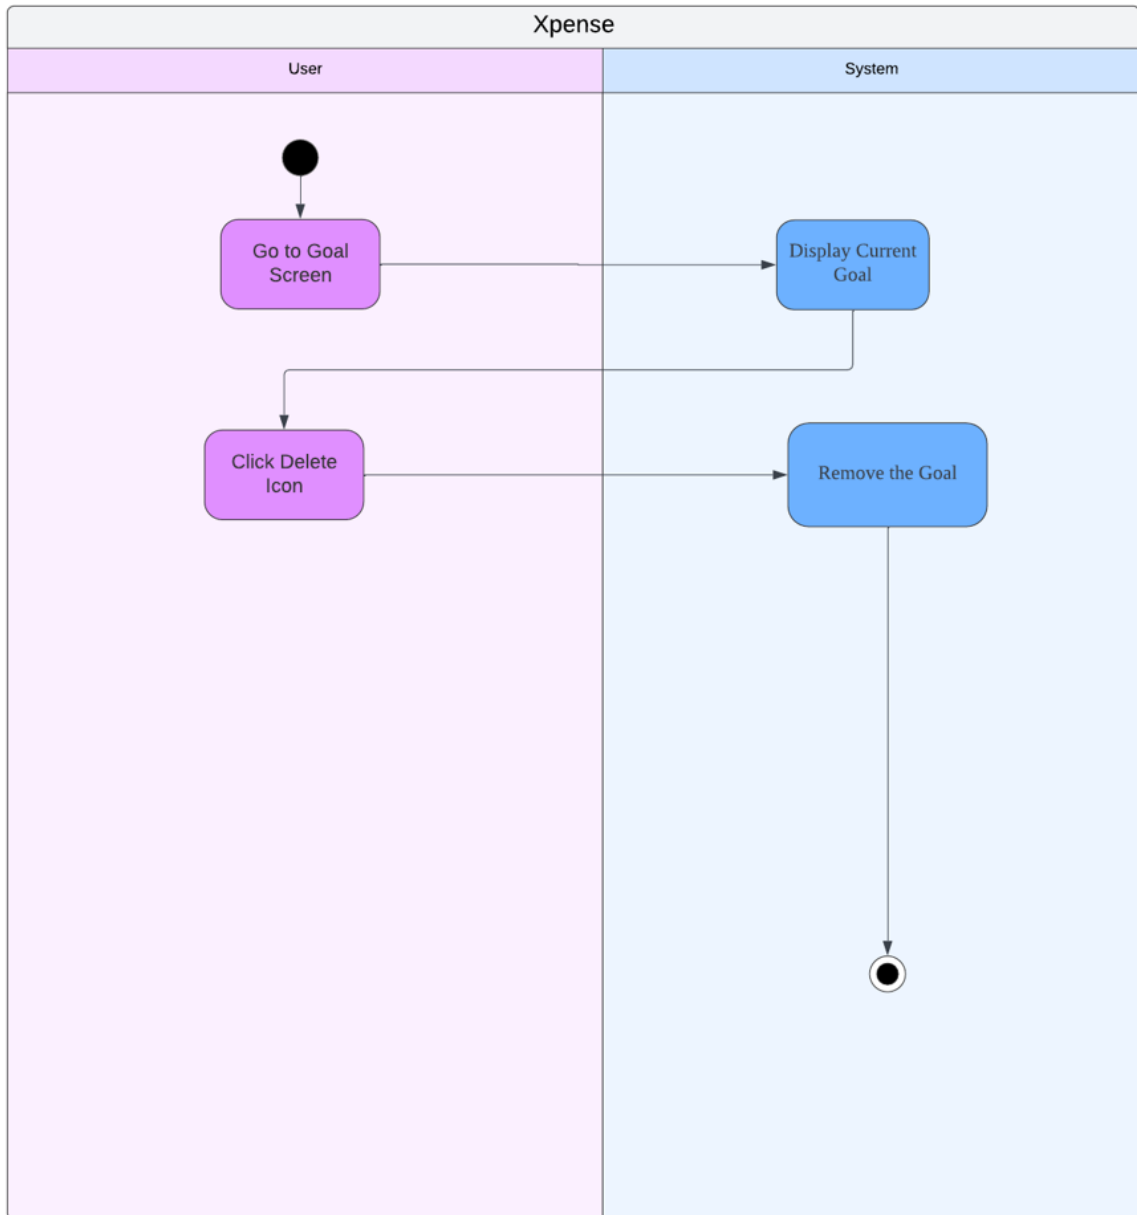 Xpense
User
System
Go to Goal
Screen
Display Current
Goal
Click Delete
Icon
Remove the Goal